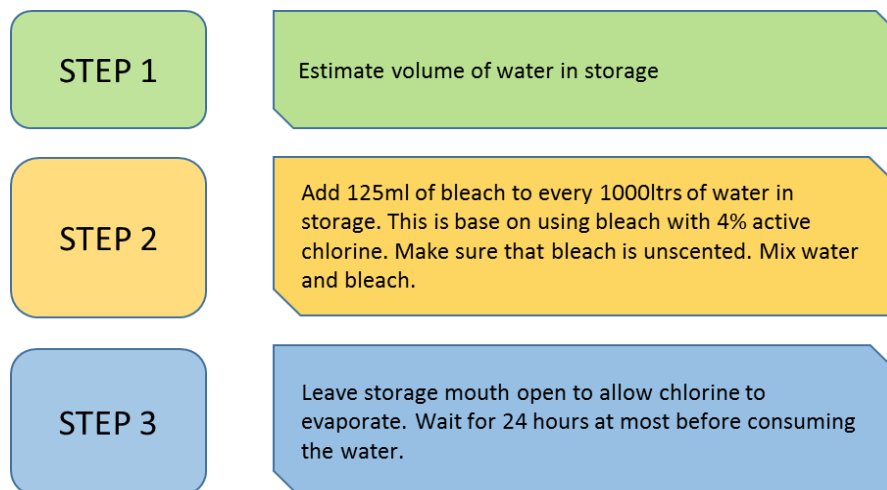 STEP 1
Estimate volume of water in storage
STEP 2
Add 125ml of bleach to every 1000ltrs of water in
storage. This is base on using bleach with 4% active
chlorine. Make sure that bleach is unscented. Mix water
and bleach.
STEP 3
Leave storage mouth open to allow chlorine to
evaporate. Wait for 24 hours at most before consuming
the water.